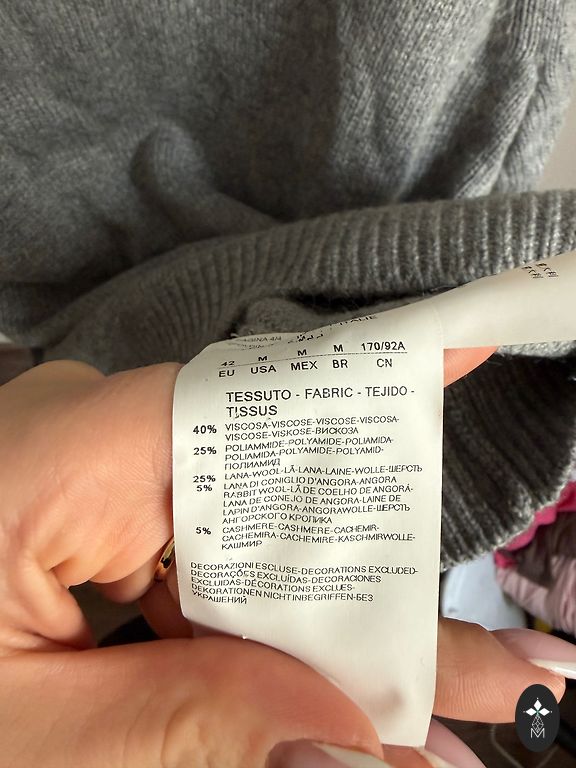 PAGINA 4/4
42 M M M 170/92A
EU USA MEX BR CN
TESSUTO - FABRIC - TEJIDO -
TISSUS
40% VISCOSA-VISCOSE-VISCOSE-VISCOSA-
VISCOSE-VISKOSE-ВИСКОЗА
25% POLIAMMIDE-POLYAMIDE-POLIAMIDA-
POLIAMIDA-POLYAMIDE-POLYAMID-
ПОЛИАМИД
25% LANA-WOOL-LÃ-LANA-LAINE-WOLLE-ШЕРСТЬ
5% LANA DI CONIGLIO D'ANGORA-ANGORA
RABBIT WOOL-LÃ DE COELHO DE ANGORÁ-
LANA DE CONEJO DE ANGORA-LAINE DE
LAPIN D'ANGORA-ANGORAWOLLE-ШЕРСТЬ
АНГОРСКОГО КРОЛИКА
5% CASHMERE-CASHMERE-CACHEMIR-
CACHEMIRA-CACHEMIRE-KASCHMIRWOLLE-
КАШМИР
DECORAZIONI ESCLUSE-DECORATIONS EXCLUDED-
DECORAÇÕES EXCLUÍDAS-DECORACIONES
EXCLUIDAS-DÉCORATIONS EXCLUES-
DEKORATIONEN NICHT INBEGRIFFEN-БЕЗ
УКРАШЕНИЙ
M